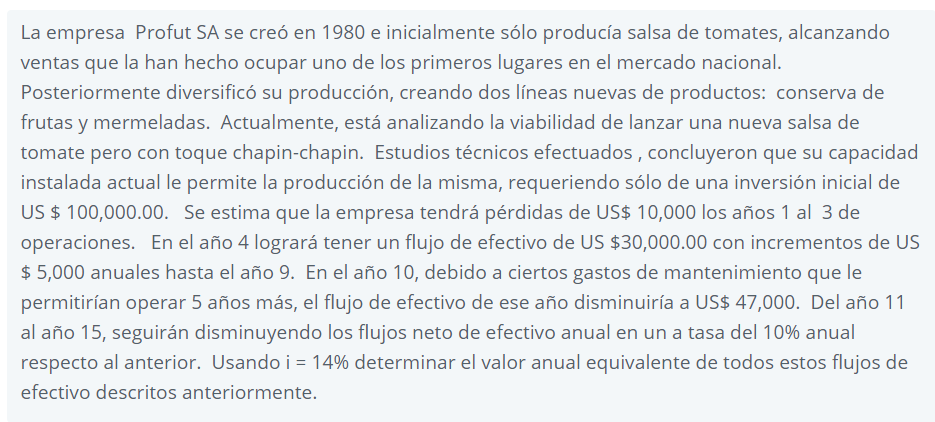 La empresa  Profut SA se creó en 1980 e inicialmente sólo producía salsa de tomates, alcanzando
ventas que la han hecho ocupar uno de los primeros lugares en el mercado nacional.
Posteriormente diversificó su producción, creando dos líneas nuevas de productos:  conserva de
frutas y mermeladas.  Actualmente, está analizando la viabilidad de lanzar una nueva salsa de
tomate pero con toque chapin-chapin.  Estudios técnicos efectuados , concluyeron que su capacidad
instalada actual le permite la producción de la misma, requeriendo sólo de una inversión inicial de
US $ 100,000.00.   Se estima que la empresa tendrá pérdidas de US$ 10,000 los años 1 al  3 de
operaciones.   En el año 4 logrará tener un flujo de efectivo de US $30,000.00 con incrementos de US
$ 5,000 anuales hasta el año 9.  En el año 10, debido a ciertos gastos de mantenimiento que le
permitirían operar 5 años más, el flujo de efectivo de ese año disminuiría a US$ 47,000.  Del año 11
al año 15, seguirán disminuyendo los flujos neto de efectivo anual en un a tasa del 10% anual
respecto al anterior.  Usando i = 14% determinar el valor anual equivalente de todos estos flujos de
efectivo descritos anteriormente.